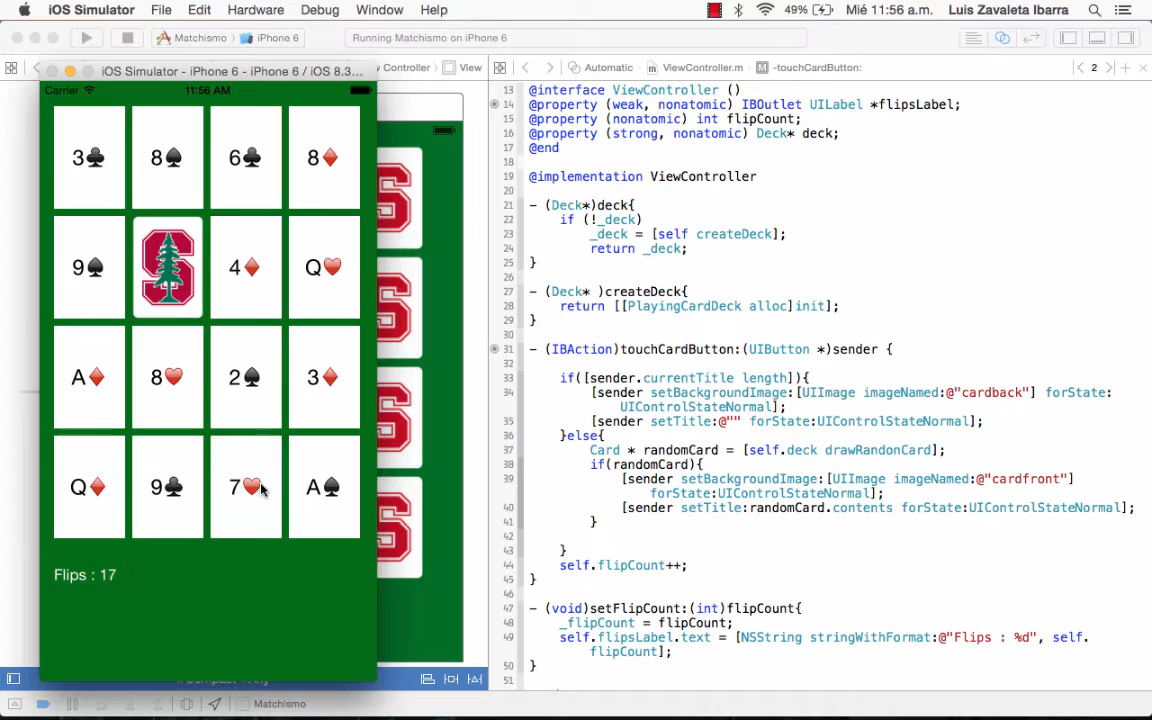 iOS Simulator File Edit Hardware Debug Window Help 49% Mié 11:56 a.m. Luis Zavaleta Ibarra
Matchismo iPhone 6 Running Matchismo on iPhone 6
Controller View Automatic ViewController.m M -touchCardButton: 2
iOS Simulator - iPhone 6 - iPhone 6 / iOS 8.3...
Carrier 11:56 AM
3♣ 8♠ 6♣ 8♦
9♠ S 4♦ Q♥
A♦ 8♥ 2♠ 3♦
Q♦ 9♣ 7♥ A♠
Flips : 17
S
S
S
S
13 @interface ViewController ()
14 @property (weak, nonatomic) IBOutlet UILabel *flipsLabel;
15 @property (nonatomic) int flipCount;
16 @property (strong, nonatomic) Deck* deck;
17 @end
18
19 @implementation ViewController
20
21 - (Deck*)deck{
22 if (!_deck)
23 _deck = [self createDeck];
24 return _deck;
25 }
26
27 - (Deck* )createDeck{
28 return [[PlayingCardDeck alloc]init];
29 }
30
31 - (IBAction)touchCardButton:(UIButton *)sender {
32
33 if([sender.currentTitle length]){
34 [sender setBackgroundImage:[UIImage imageNamed:@"cardback"] forState:
UIControlStateNormal];
35 [sender setTitle:@"" forState:UIControlStateNormal];
36 }else{
37 Card * randomCard = [self.deck drawRandonCard];
38 if(randomCard){
39 [sender setBackgroundImage:[UIImage imageNamed:@"cardfront"]
forState:UIControlStateNormal];
40 [sender setTitle:randomCard.contents forState:UIControlStateNormal];
41 }
42
43 }
44 self.flipCount++;
45 }
46
47 - (void)setFlipCount:(int)flipCount{
48 _flipCount = flipCount;
49 self.flipsLabel.text = [NSString stringWithFormat:@"Flips : %d", self.
flipCount];
50 }
51
Matchismo